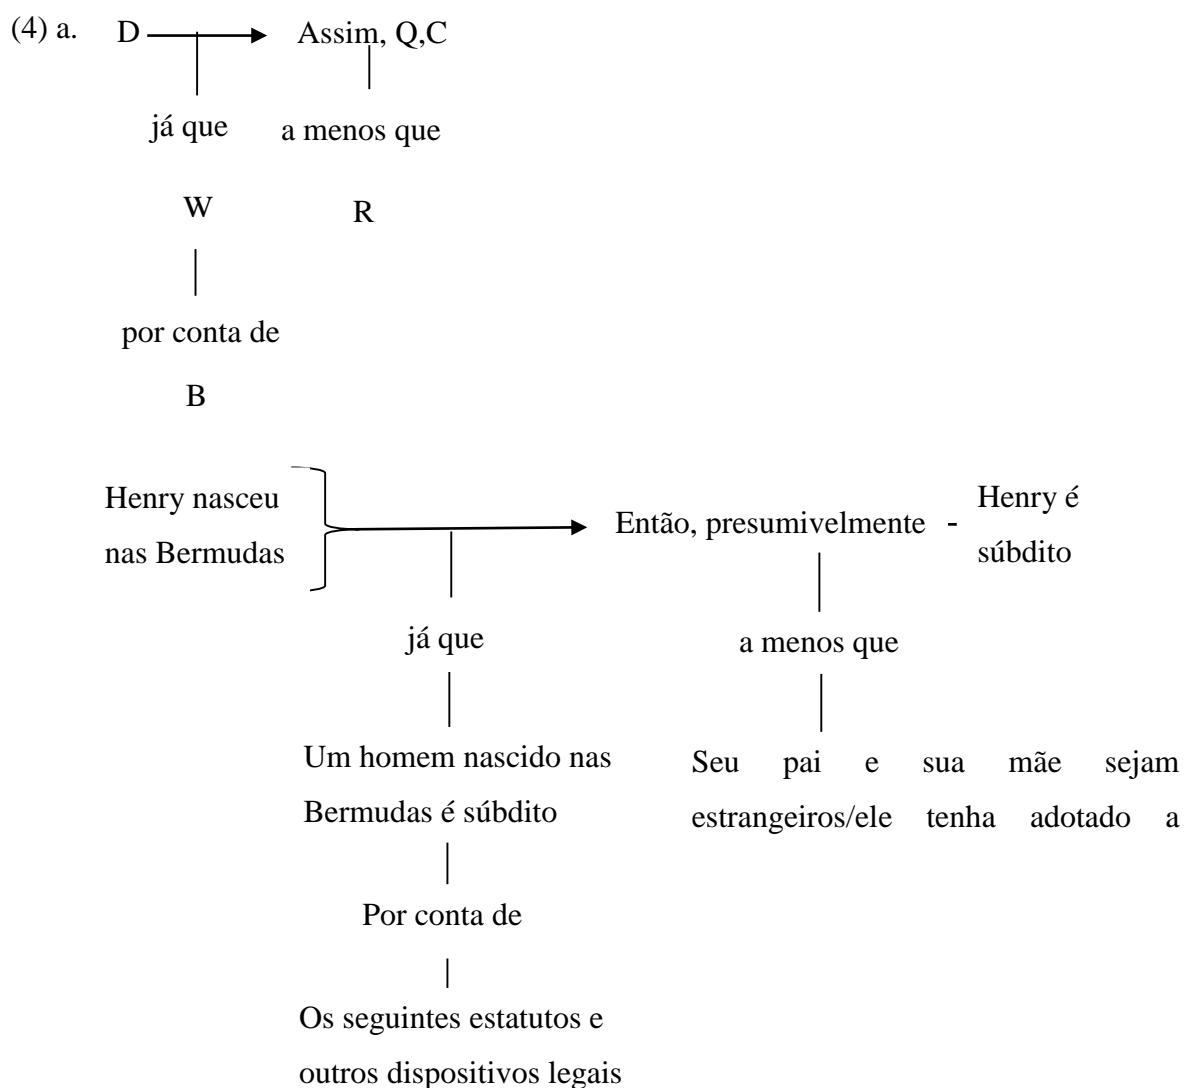 (4) a. D Assim, Q,C
já que a menos que
W R
por conta de
B
Henry nasceu
nas Bermudas
Então, presumivelmente -
Henry é
súbdito
já que
a menos que
Um homem nascido nas
Bermudas é súbdito
Seu pai e sua mãe sejam
estrangeiros/ele tenha adotado a
Por conta de
Os seguintes estatutos e
outros dispositivos legais